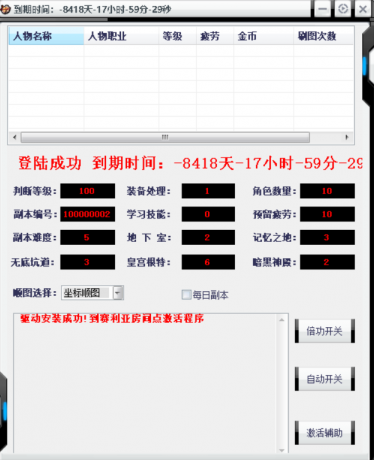 到期时间：-8418天-17小时-59分-29秒
人物名称 人物职业 等级 疲劳 金币 刷图次数
登陆成功 到期时间：-8418天-17小时-59分-29
判断等级： 100 装备处理： 1 角色数量： 10
副本编号： 100000002 学习技能： 0 预留疲劳： 10
副本难度： 5 地 下 室： 2 记忆之地： 3
无底坑道： 3 皇宫根特： 6 暗黑神殿： 2
顺图选择： 坐标顺图 每日副本
驱动安装成功!到赛利亚房间点激活程序
倍功开关
自动开关
激活辅助